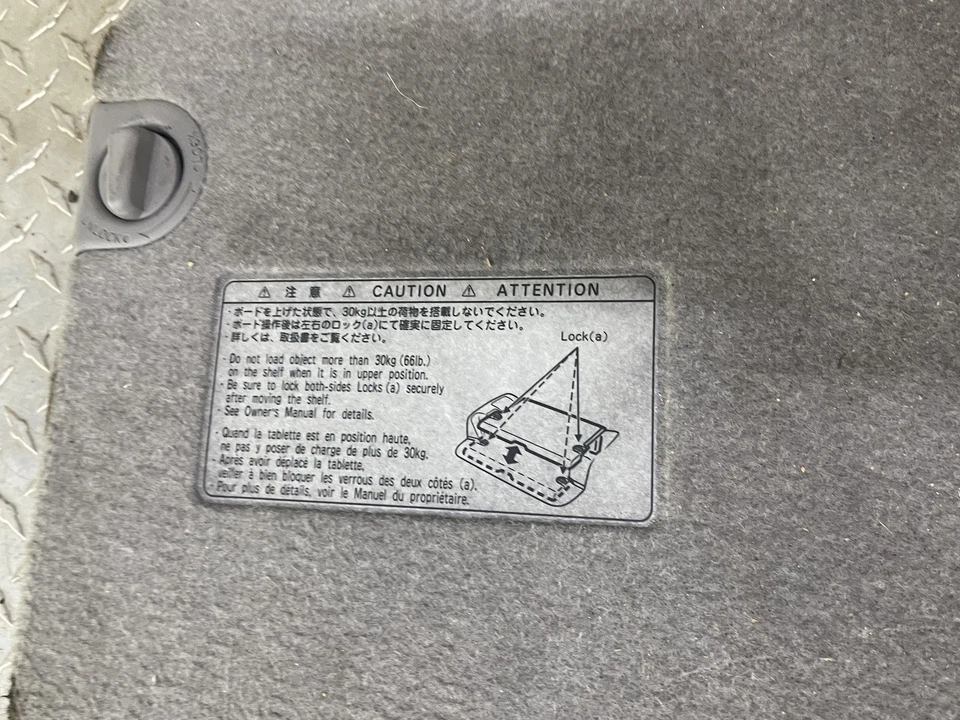 LOCK
⚠ 注意 ⚠ CAUTION ⚠ ATTENTION
・ボードを上げた状態で、30kg以上の荷物を搭載しないでください。
・ボード操作後は左右のロック(a)にて確実に固定してください。
・詳しくは、取扱書をご覧ください。
Lock(a)
・Do not load object more than 30kg (66lb.)
on the shelf when it is in upper position.
・Be sure to lock both-sides Locks (a) securely
after moving the shelf.
・See Owner's Manual for details.
・Quand la tablette est en position haute,
ne pas y poser de charge de plus de 30kg.
・Après avoir déplacé la tablette,
veiller à bien bloquer les verrous des deux côtés (a).
・Pour plus de détails, voir le Manuel du propriétaire.